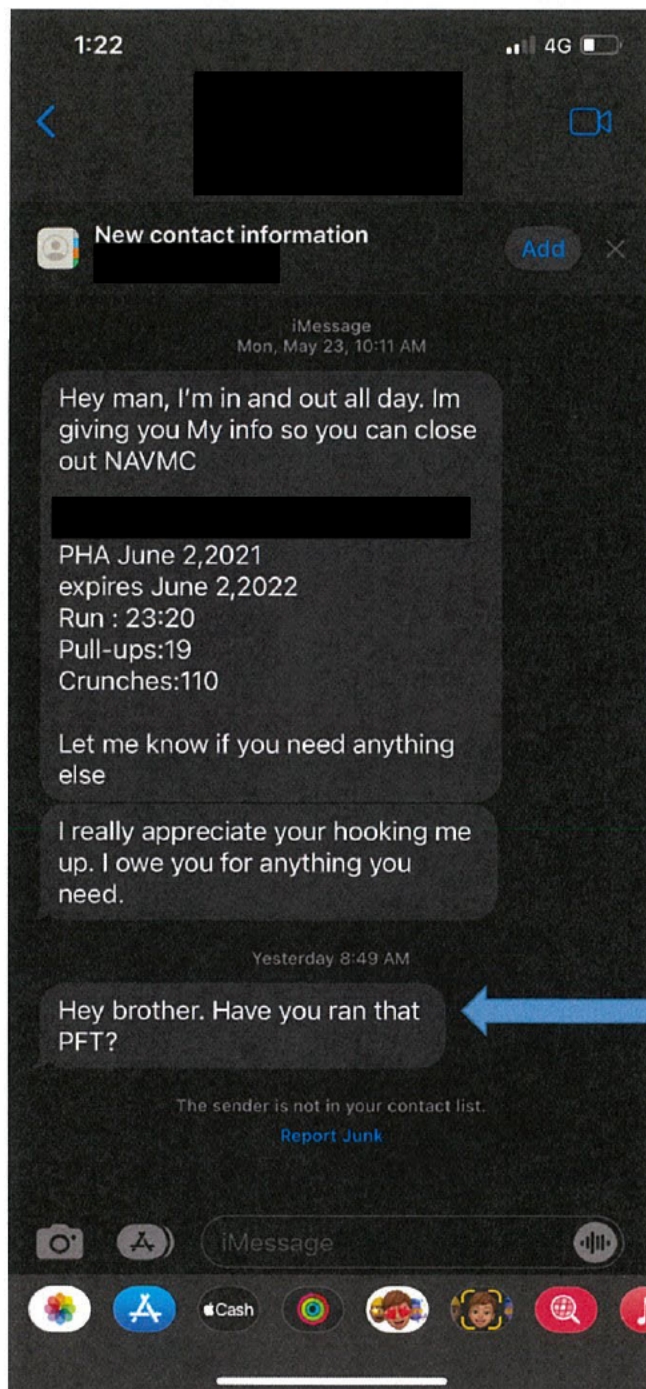 1:22
4G
New contact information
Add
iMessage
Mon, May 23, 10:11 AM
Hey man, I'm in and out all day. Im
giving you My info so you can close
out NAVMC
PHA June 2,2021
expires June 2,2022
Run : 23:20
Pull-ups:19
Crunches:110
Let me know if you need anything
else
I really appreciate your hooking me
up. I owe you for anything you
need.
Yesterday 8:49 AM
Hey brother. Have you ran that
PFT?
The sender is not in your contact list.
Report Junk
iMessage
Cash